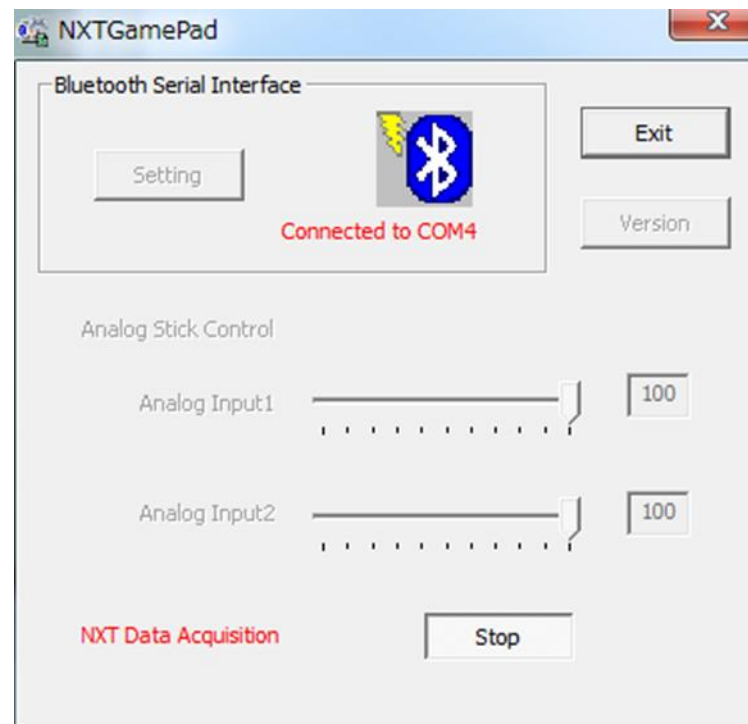 NXTGamePad
Bluetooth Serial Interface
Setting
Connected to COM4
Exit
Version
Analog Stick Control
Analog Input1
100
Analog Input2
100
NXT Data Acquisition
Stop